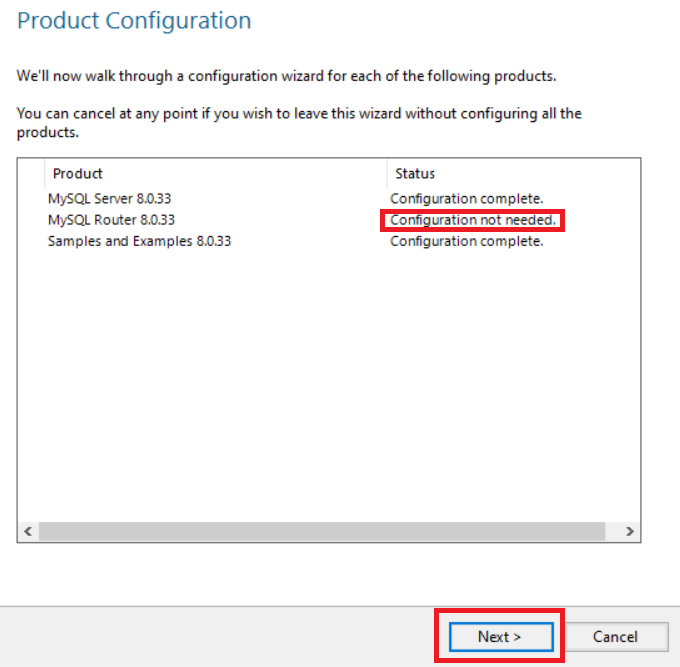 Product Configuration
We'll now walk through a configuration wizard for each of the following products.
You can cancel at any point if you wish to leave this wizard without configuring all the
products.
Product Status
MySQL Server 8.0.33 Configuration complete.
MySQL Router 8.0.33 Configuration not needed.
Samples and Examples 8.0.33 Configuration complete.
Next > Cancel